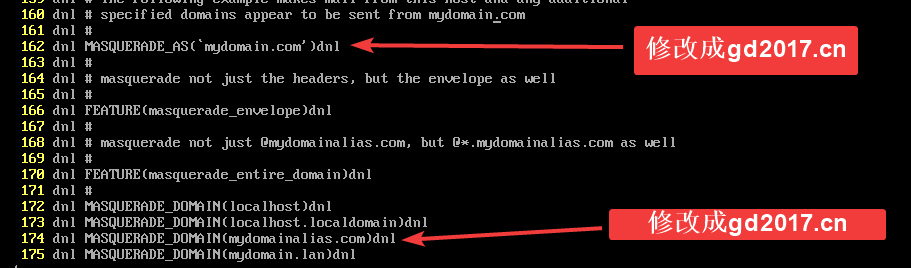 159 dnl # The following example makes mail from this host and any additional
160 dnl # specified domains appear to be sent from mydomain.com
161 dnl #
162 dnl MASQUERADE_AS(`mydomain.com')dnl
修改成gd2017.cn
163 dnl #
164 dnl # masquerade not just the headers, but the envelope as well
165 dnl #
166 dnl FEATURE(masquerade_envelope)dnl
167 dnl #
168 dnl # masquerade not just @mydomainalias.com, but @*.mydomainalias.com as well
169 dnl #
170 dnl FEATURE(masquerade_entire_domain)dnl
171 dnl #
172 dnl MASQUERADE_DOMAIN(localhost)dnl
173 dnl MASQUERADE_DOMAIN(localhost.localdomain)dnl
174 dnl MASQUERADE_DOMAIN(mydomainalias.com)dnl
修改成gd2017.cn
175 dnl MASQUERADE_DOMAIN(mydomain.lan)dnl